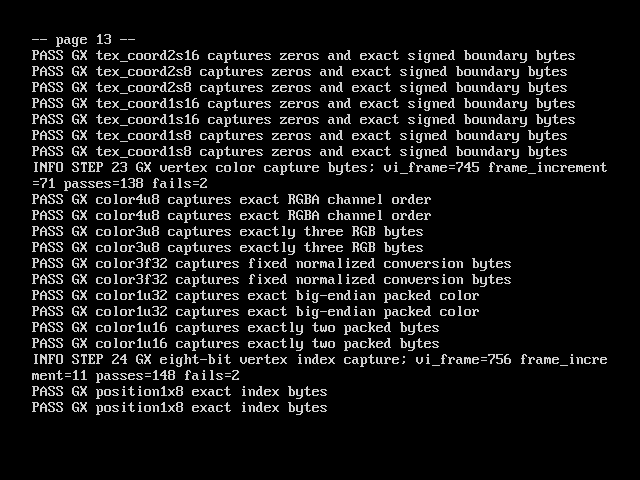 -- page 13 --
PASS GX tex_coord2s16 captures zeros and exact signed boundary bytes
PASS GX tex_coord2s8 captures zeros and exact signed boundary bytes
PASS GX tex_coord2s8 captures zeros and exact signed boundary bytes
PASS GX tex_coord1s16 captures zeros and exact signed boundary bytes
PASS GX tex_coord1s16 captures zeros and exact signed boundary bytes
PASS GX tex_coord1s8 captures zeros and exact signed boundary bytes
PASS GX tex_coord1s8 captures zeros and exact signed boundary bytes
INFO STEP 23 GX vertex color capture bytes; vi_frame=745 frame_increment
=71 passes=138 fails=2
PASS GX color4u8 captures exact RGBA channel order
PASS GX color4u8 captures exact RGBA channel order
PASS GX color3u8 captures exactly three RGB bytes
PASS GX color3u8 captures exactly three RGB bytes
PASS GX color3f32 captures fixed normalized conversion bytes
PASS GX color3f32 captures fixed normalized conversion bytes
PASS GX color1u32 captures exact big-endian packed color
PASS GX color1u32 captures exact big-endian packed color
PASS GX color1u16 captures exactly two packed bytes
PASS GX color1u16 captures exactly two packed bytes
INFO STEP 24 GX eight-bit vertex index capture; vi_frame=756 frame_incre
ment=11 passes=148 fails=2
PASS GX position1x8 exact index bytes
PASS GX position1x8 exact index bytes